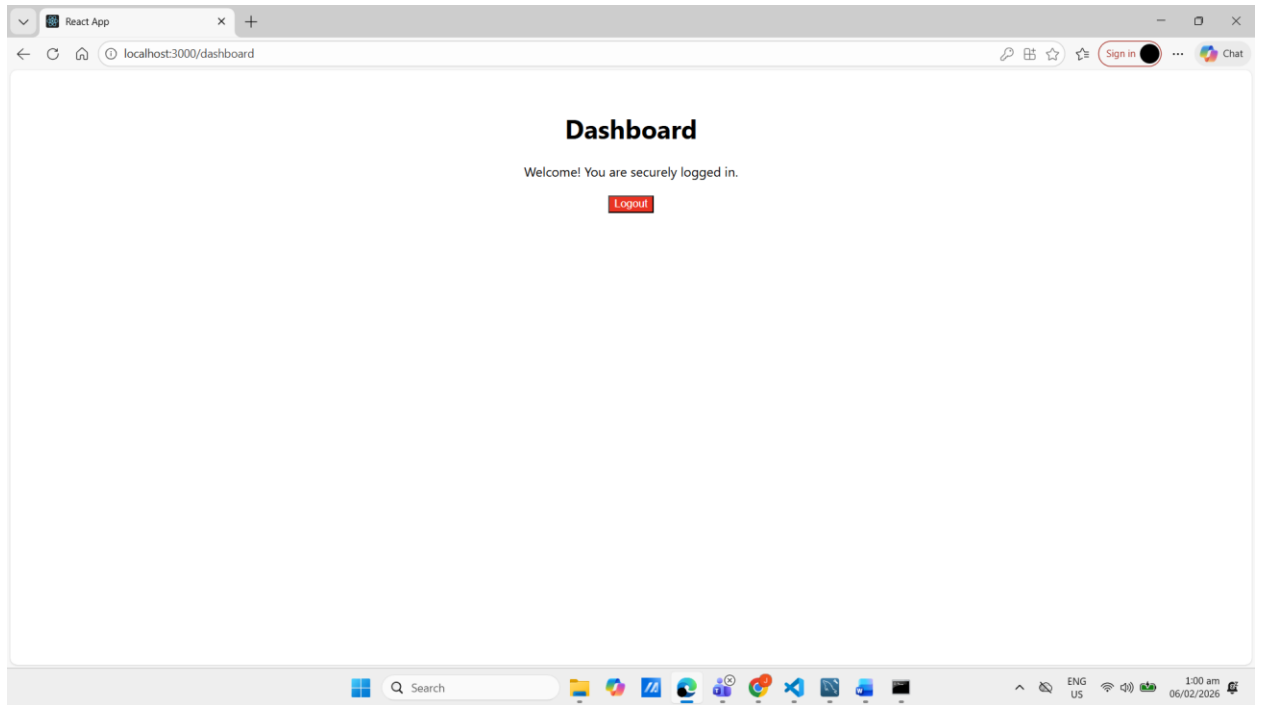 React App
localhost:3000/dashboard
Sign in
Chat
Dashboard
Welcome! You are securely logged in.
Logout
Search
ENG
US
1:00 am
06/02/2026